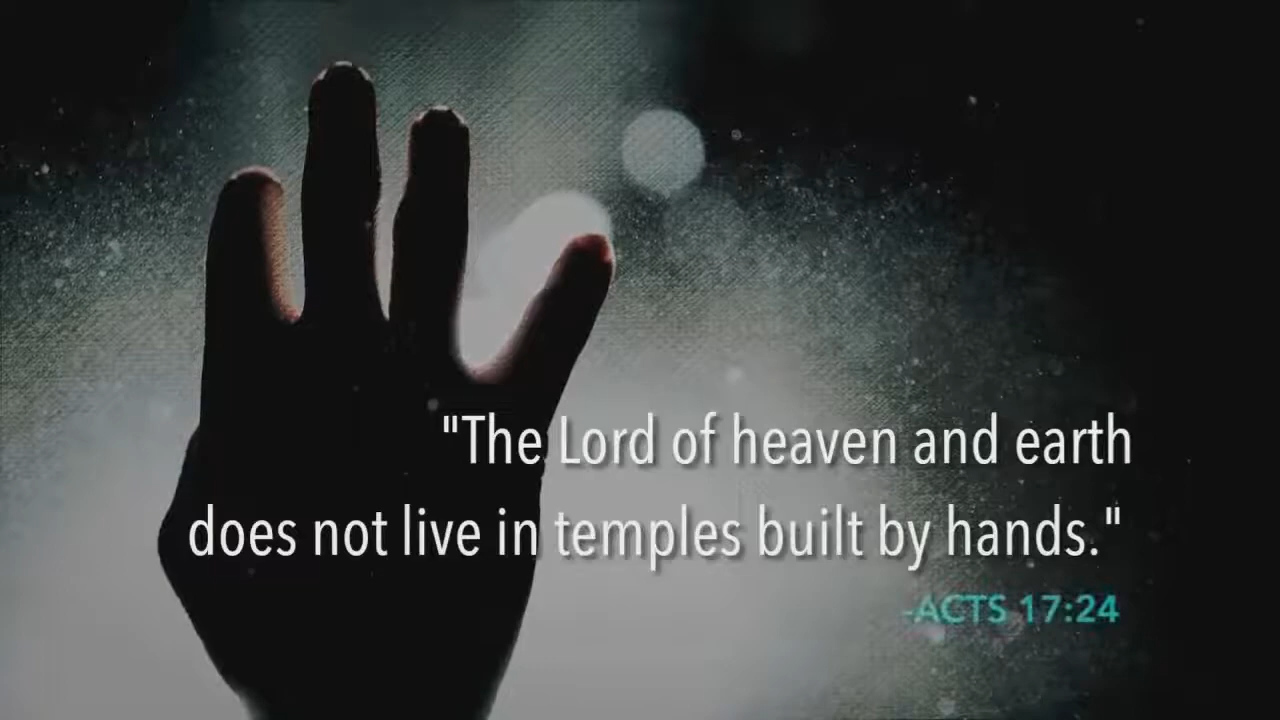 "The Lord of heaven and earth
does not live in temples built by hands."
-ACTS 17:24